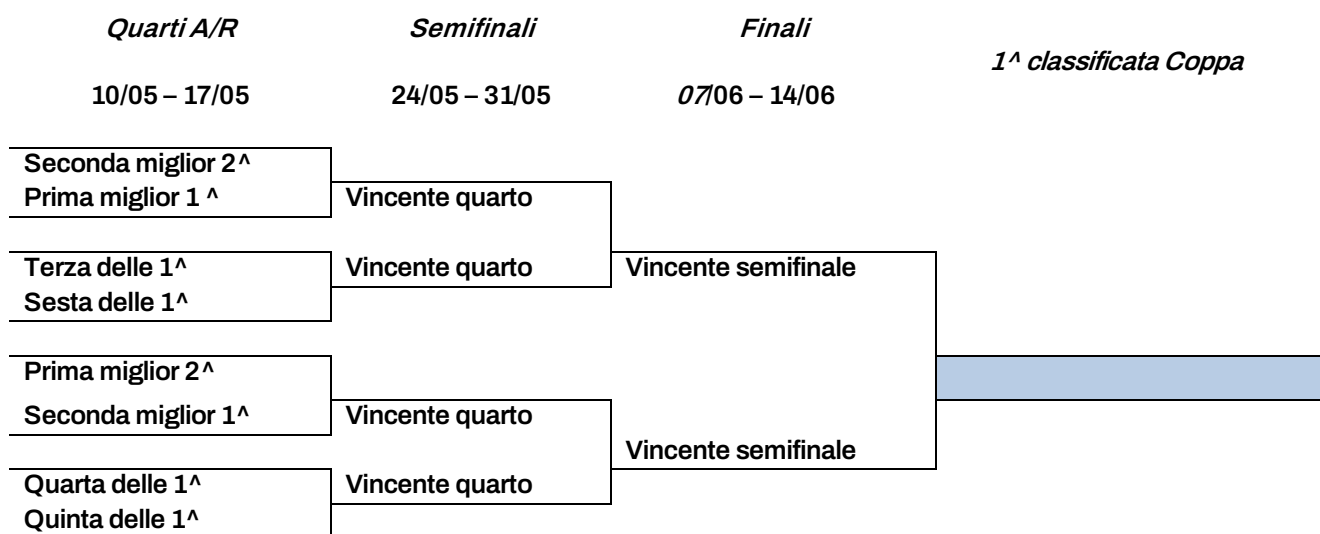 Quarti A/R Semifinali Finali
1^ classificata Coppa
10/05 – 17/05 24/05 – 31/05 07/06 – 14/06
Seconda miglior 2^
Prima miglior 1 ^ Vincente quarto
Terza delle 1^ Vincente quarto Vincente semifinale
Sesta delle 1^
Prima miglior 2^
Seconda miglior 1^ Vincente quarto
Vincente semifinale
Quarta delle 1^ Vincente quarto
Quinta delle 1^